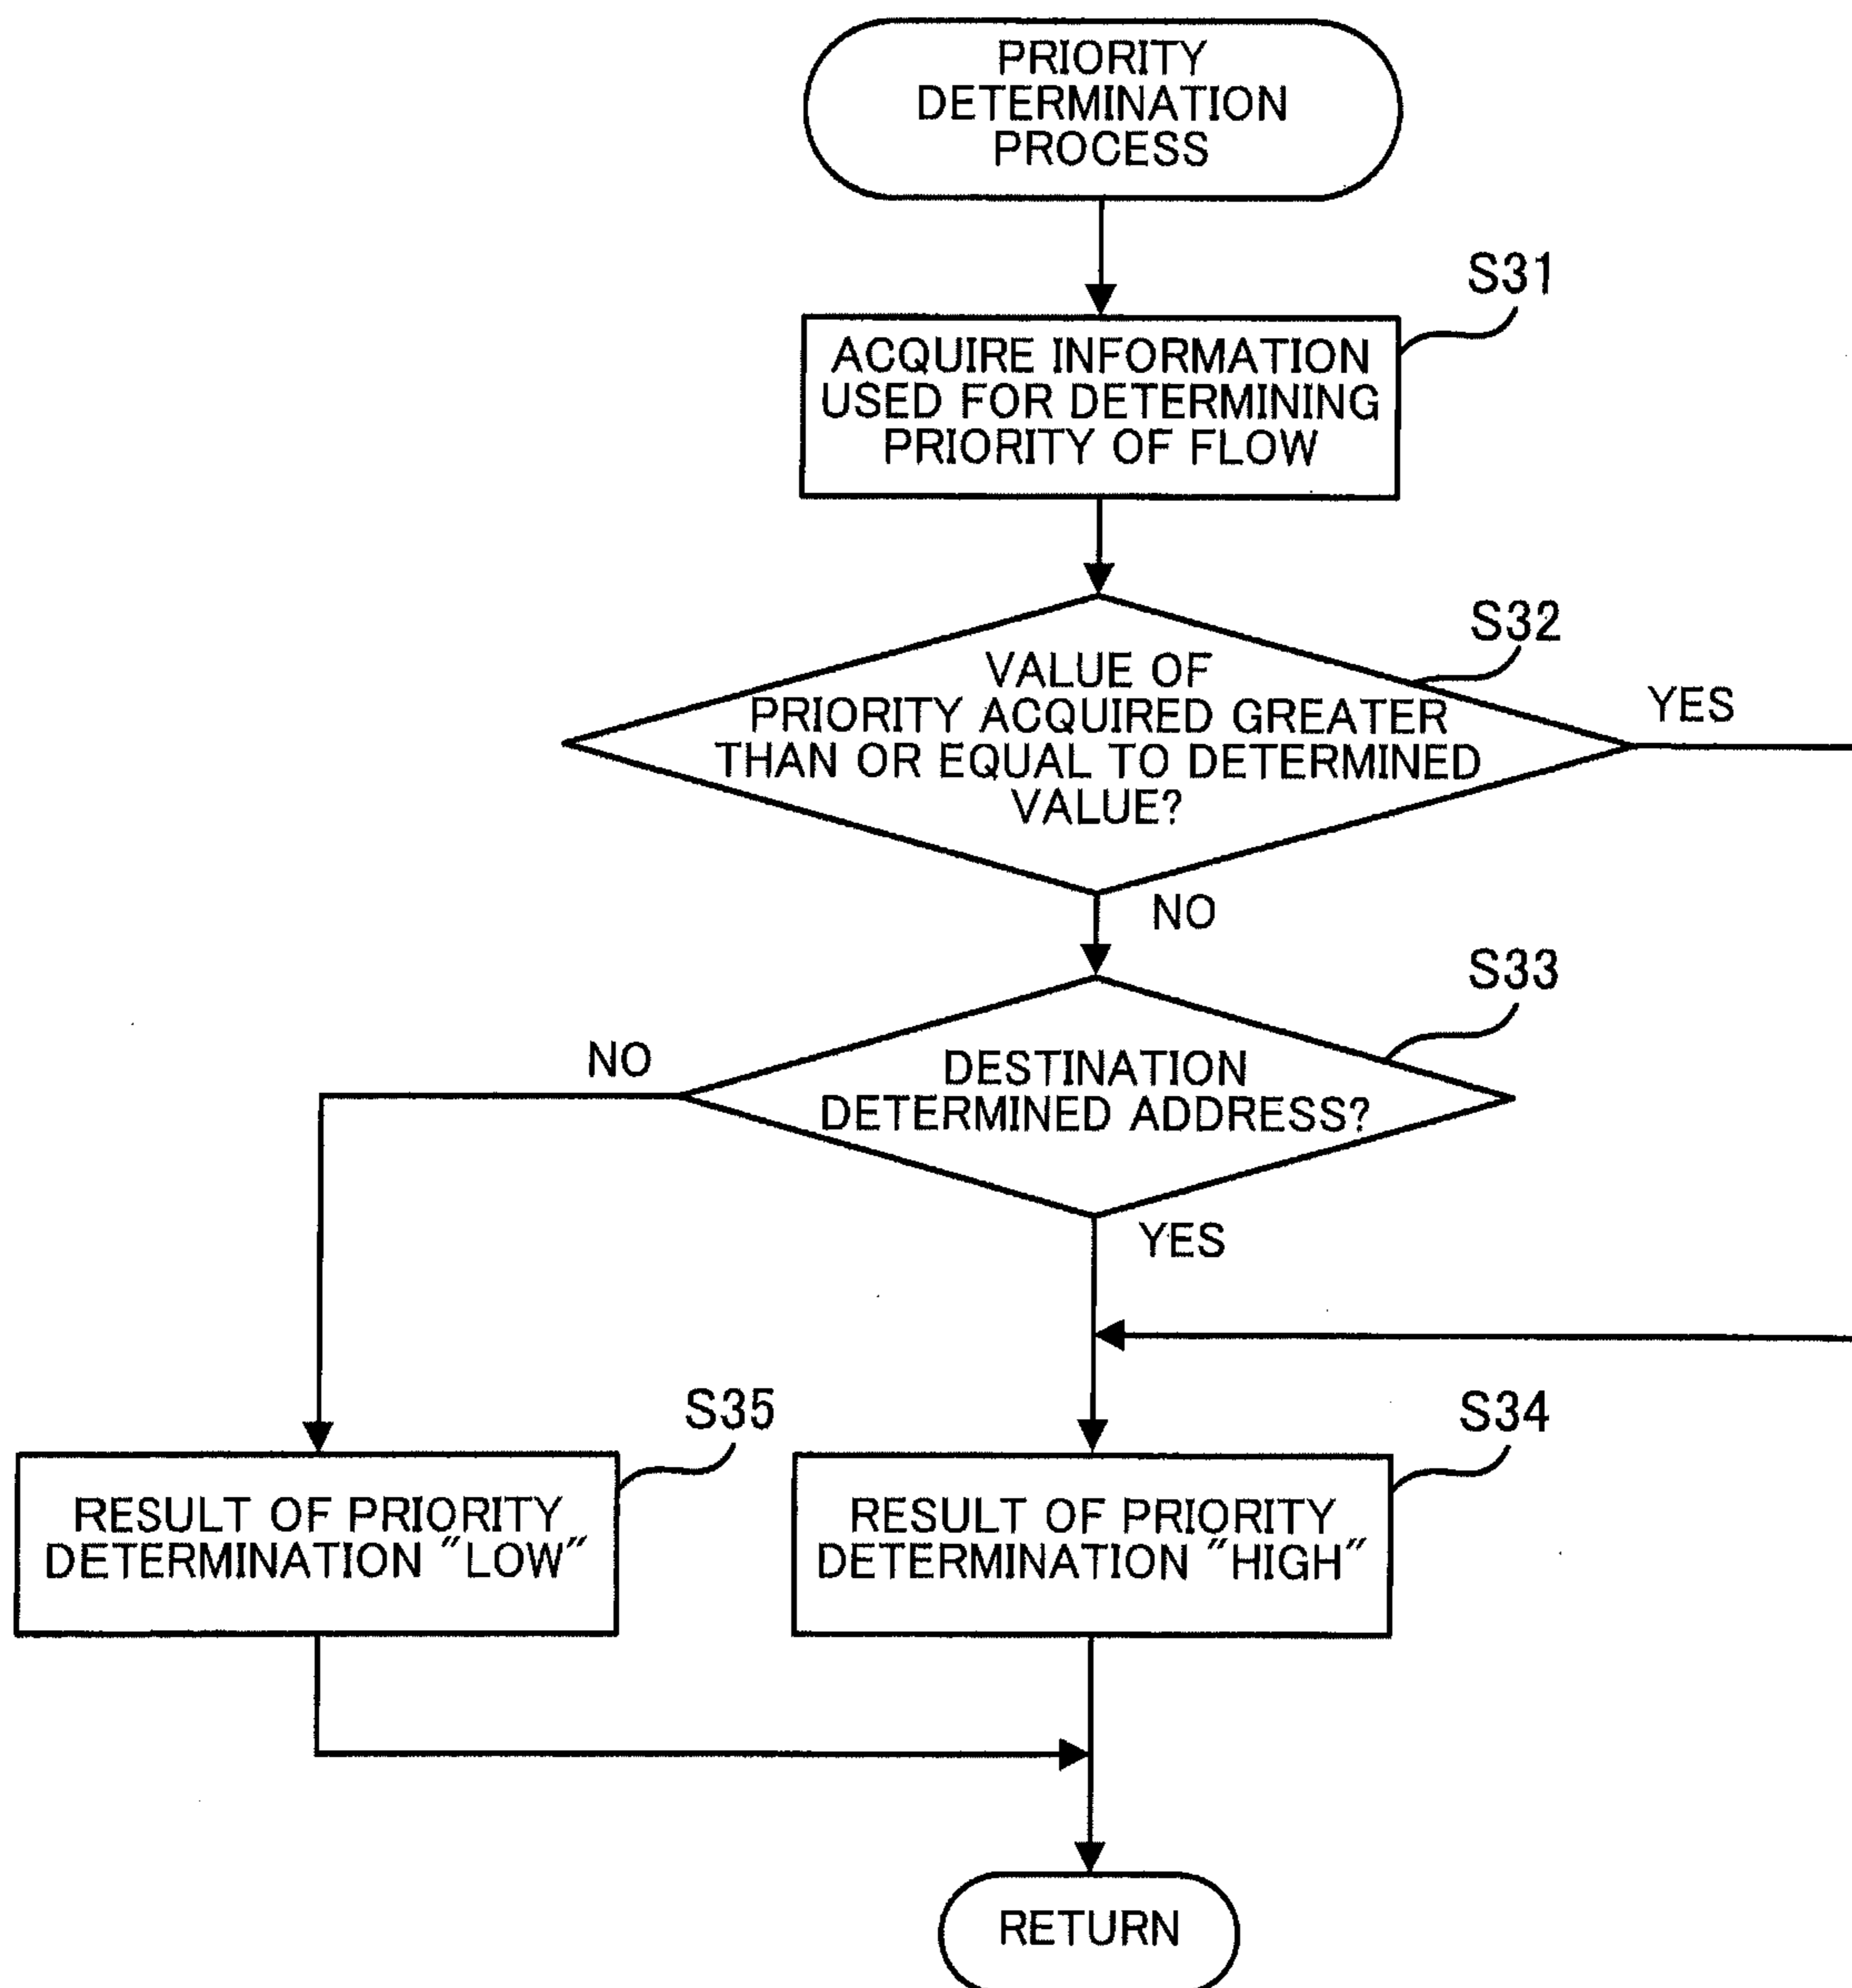 PRIORITY
DETERMINATION
PROCESS
S31
ACQUIRE INFORMATION
USED FOR DETERMINING
PRIORITY OF FLOW
S32
VALUE OF
PRIORITY ACQUIRED GREATER
THAN OR EQUAL TO DETERMINED
VALUE?
YES
NO
S33
NO
DESTINATION
DETERMINED ADDRESS?
YES
S35
RESULT OF PRIORITY
DETERMINATION "LOW"
S34
RESULT OF PRIORITY
DETERMINATION "HIGH"
RETURN